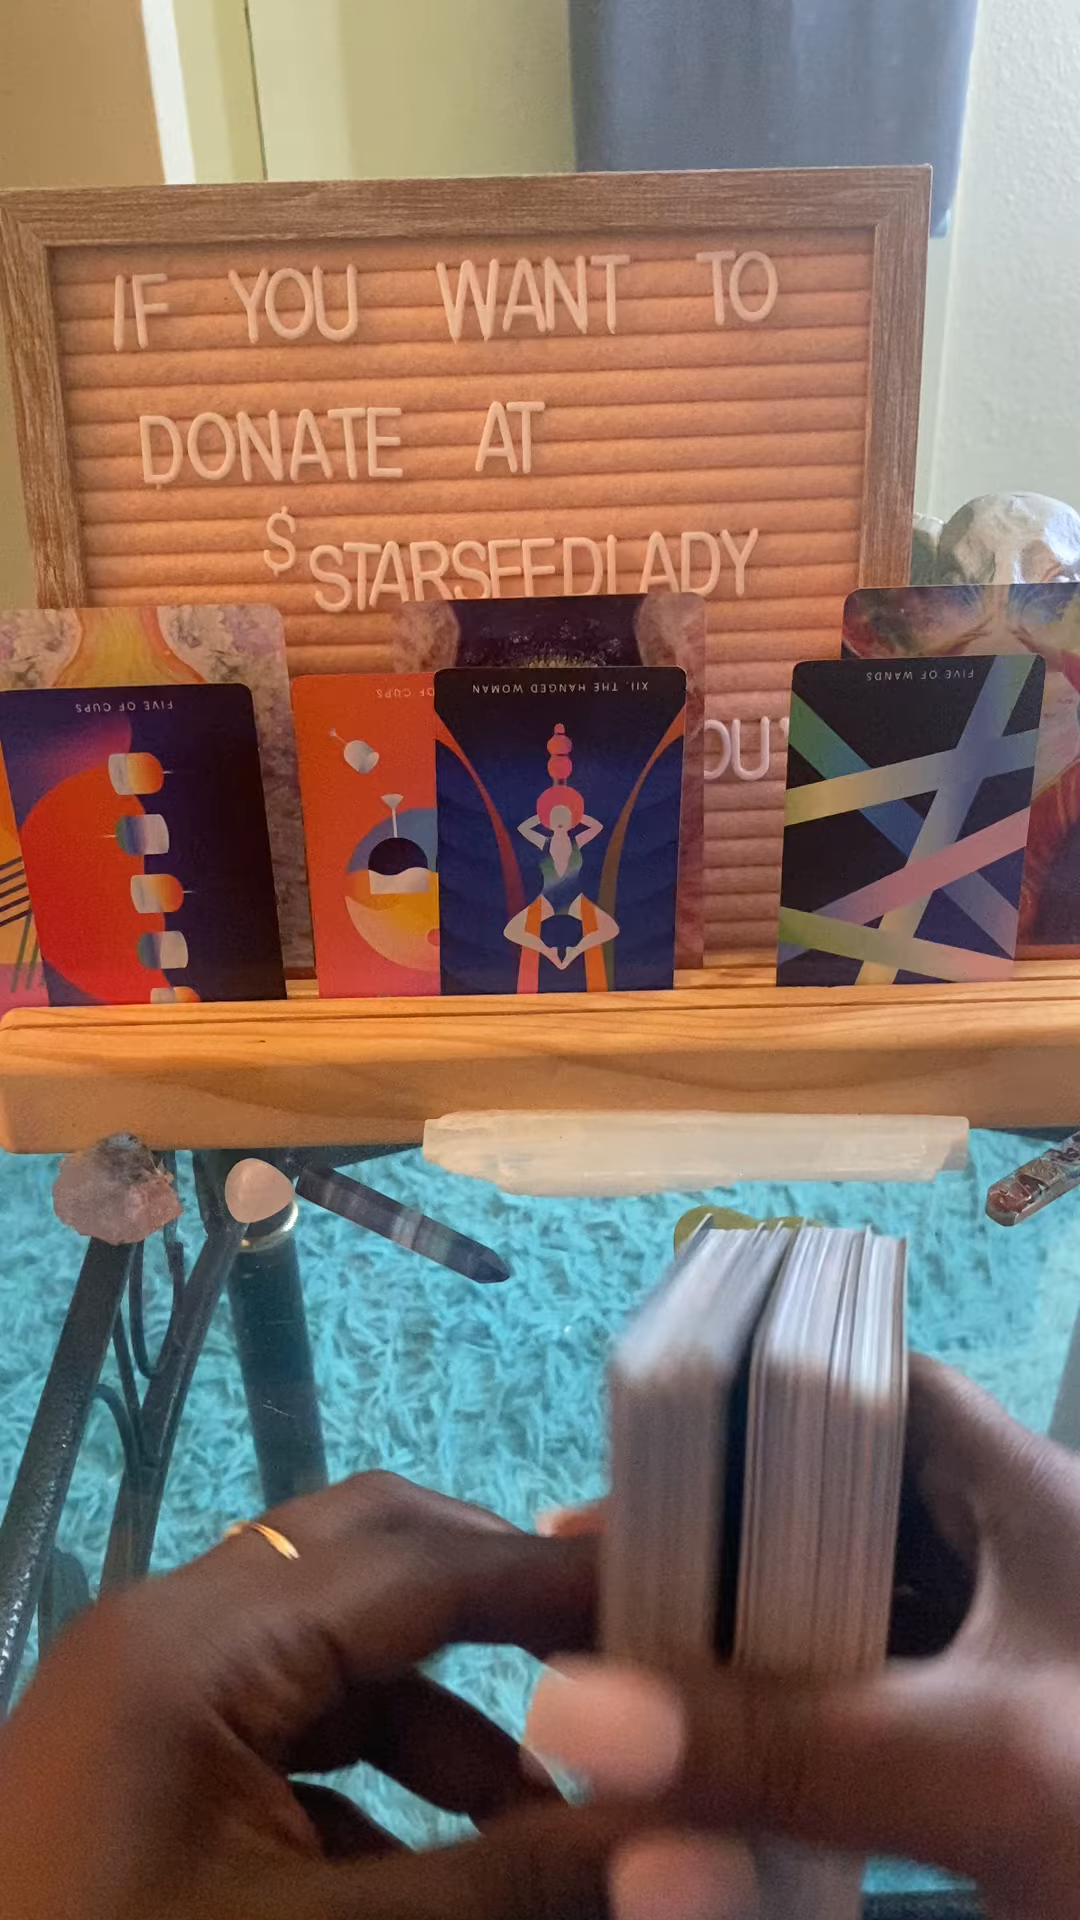 IF YOU WANT TO
DONATE AT
$STARSEEDLADY
OU
FIVE OF CUPS
OF CUPS
XII. THE HANGED WOMAN
FIVE OF WANDS